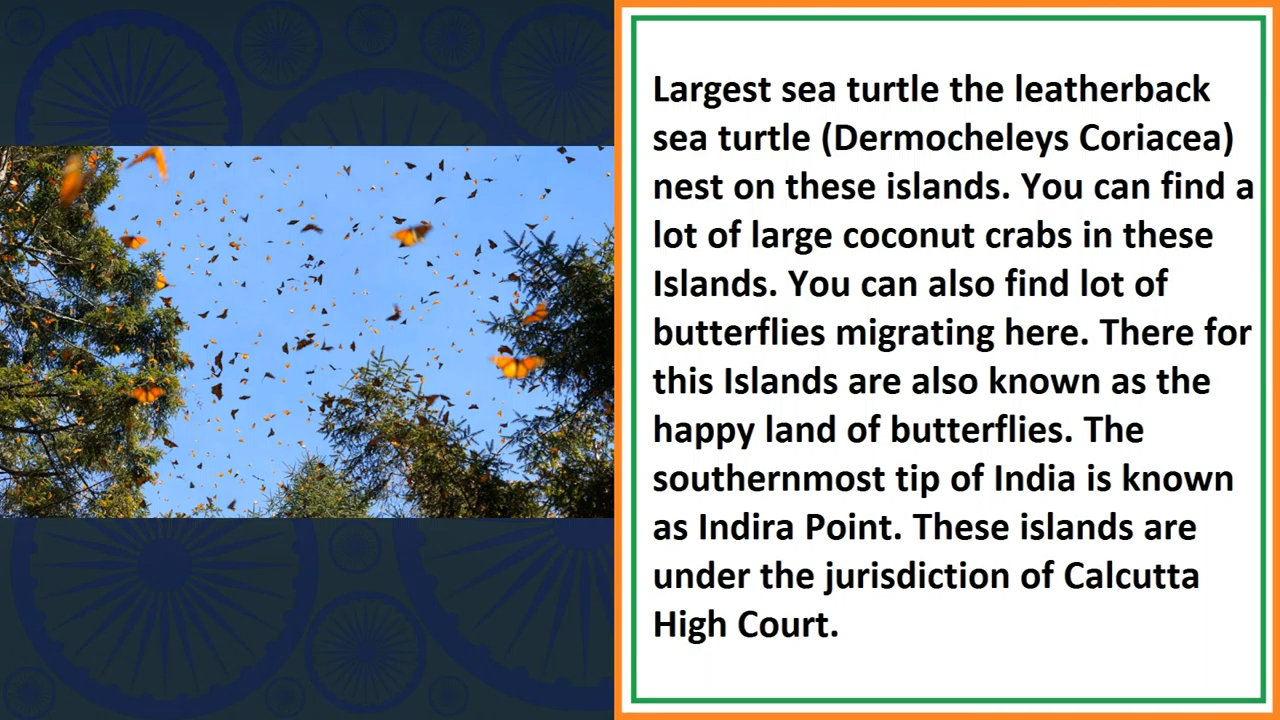 Largest sea turtle the leatherback
sea turtle (Dermocheleys Coriacea)
nest on these islands. You can find a
lot of large coconut crabs in these
Islands. You can also find lot of
butterflies migrating here. There for
this Islands are also known as the
happy land of butterflies. The
southernmost tip of India is known
as Indira Point. These islands are
under the jurisdiction of Calcutta
High Court.